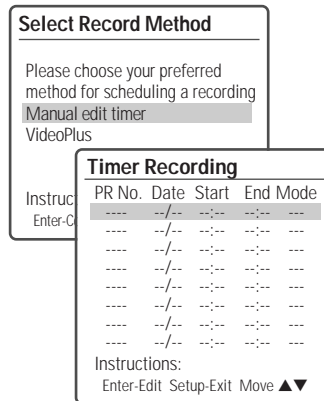 Select Record Method
Please choose your preferred
method for scheduling a recording
Manual edit timer
VideoPlus
Instruc
Enter-C
Timer Recording
PR No. Date Start End Mode
---- --/-- --:-- --:-- ---
---- --/-- --:-- --:-- ---
---- --/-- --:-- --:-- ---
---- --/-- --:-- --:-- ---
---- --/-- --:-- --:-- ---
---- --/-- --:-- --:-- ---
---- --/-- --:-- --:-- ---
---- --/-- --:-- --:-- ---
Instructions:
Enter-Edit Setup-Exit Move ▲▼